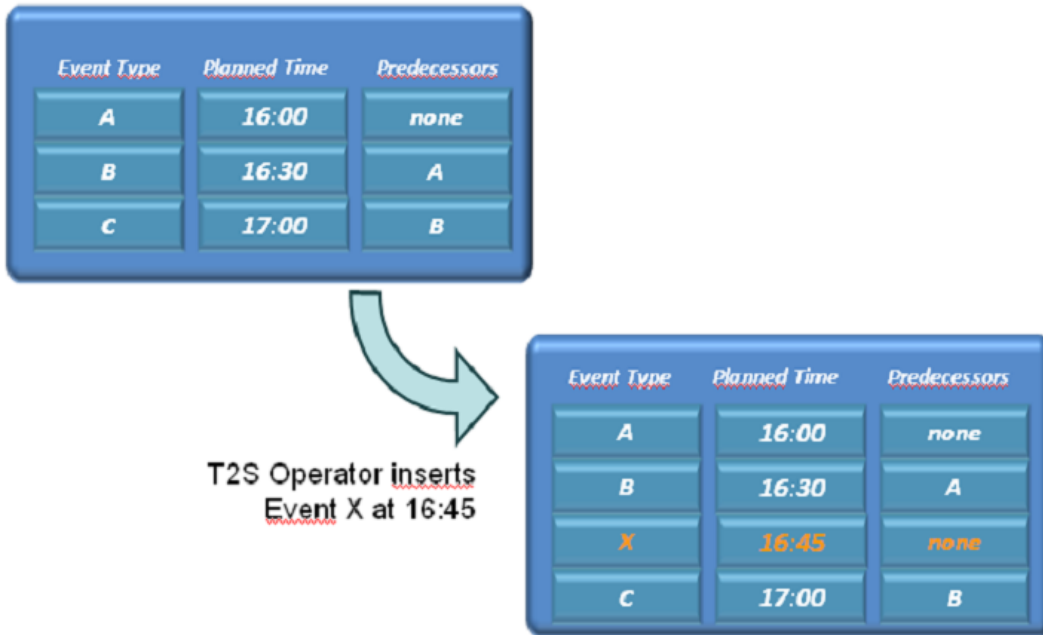 Event Type Planned Time Predecessors
A 16:00 none
B 16:30 A
C 17:00 B
T2S Operator inserts
Event X at 16:45
Event Type Planned Time Predecessors
A 16:00 none
B 16:30 A
X 16:45 none
C 17:00 B